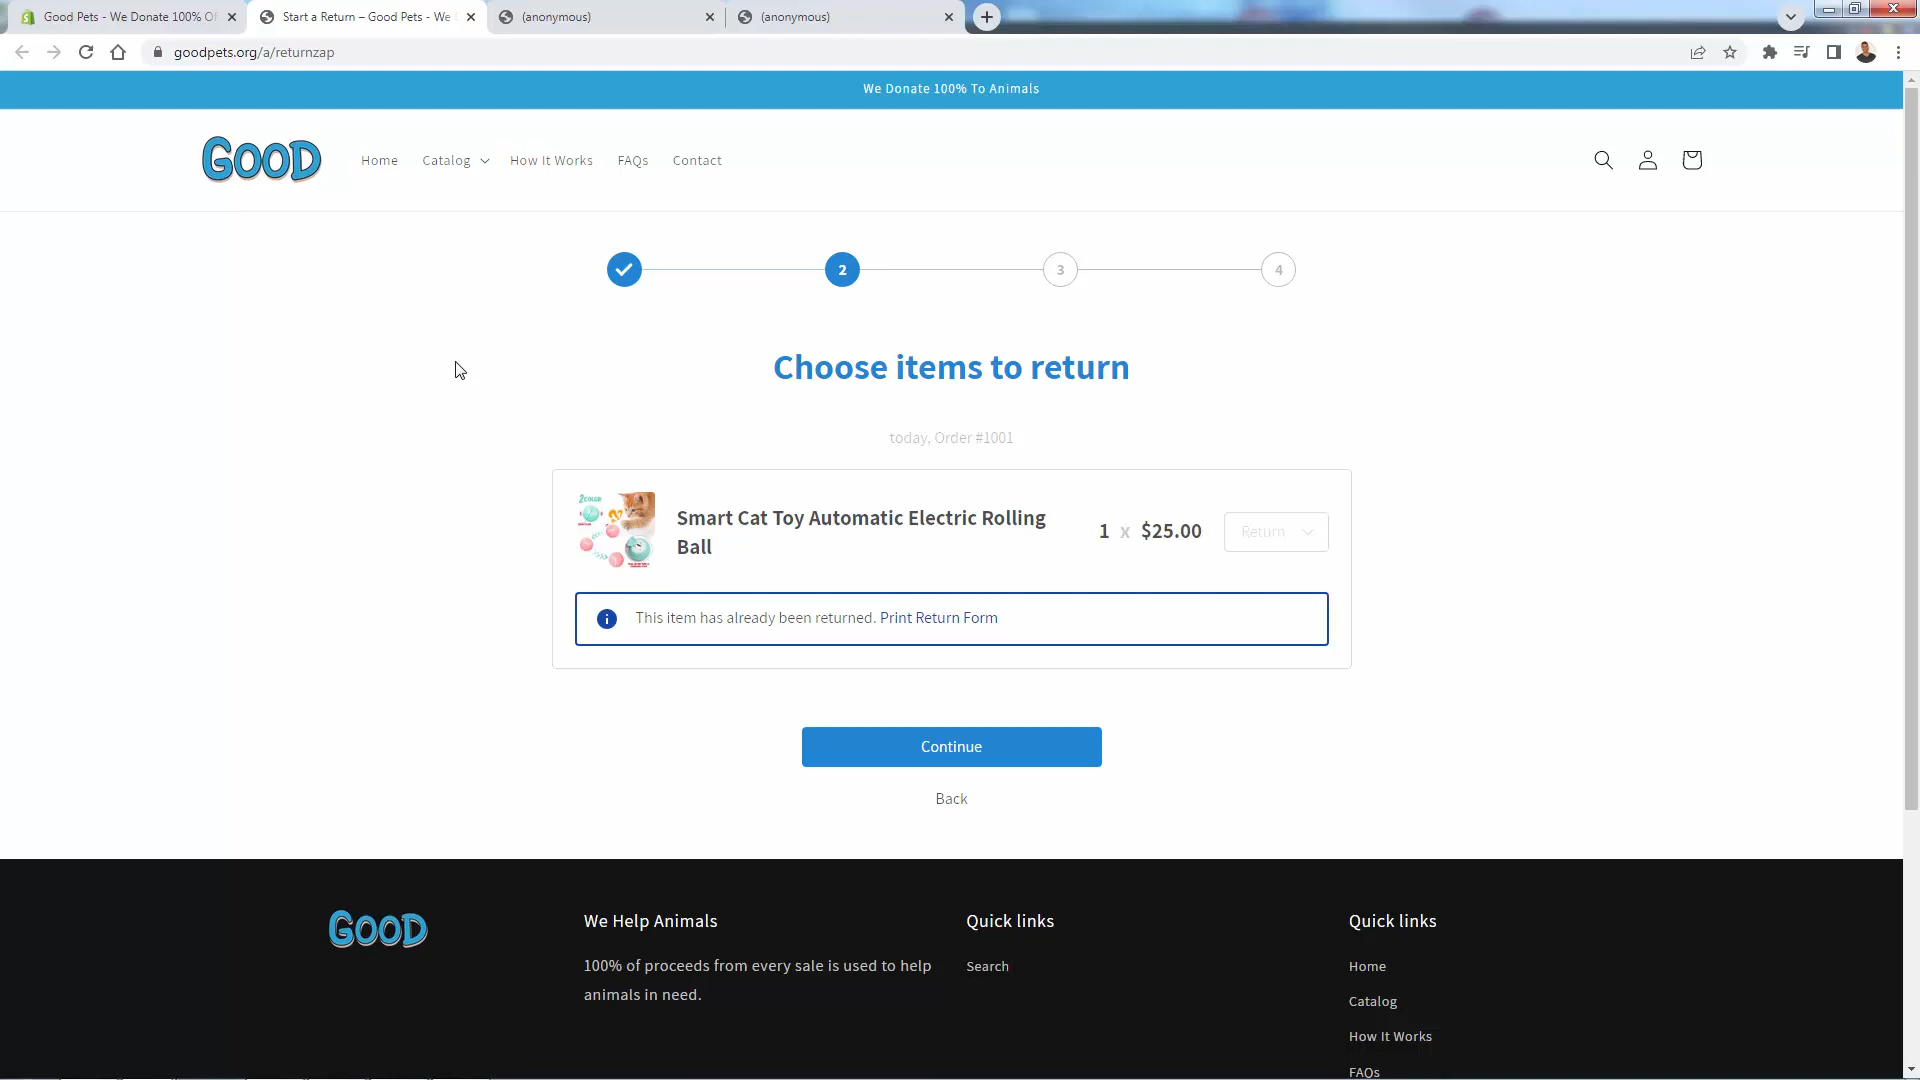 Good Pets - We Donate 100% Of
Start a Return – Good Pets - We
(anonymous)
(anonymous)
goodpets.org/a/returnzap
We Donate 100% To Animals
GOOD
Home
Catalog
How It Works
FAQs
Contact
2
3
4
Choose items to return
today, Order #1001
Smart Cat Toy Automatic Electric Rolling
Ball
1 x $25.00
Return
This item has already been returned. Print Return Form
Continue
Back
GOOD
We Help Animals
100% of proceeds from every sale is used to help
animals in need.
Quick links
Search
Quick links
Home
Catalog
How It Works
FAQs